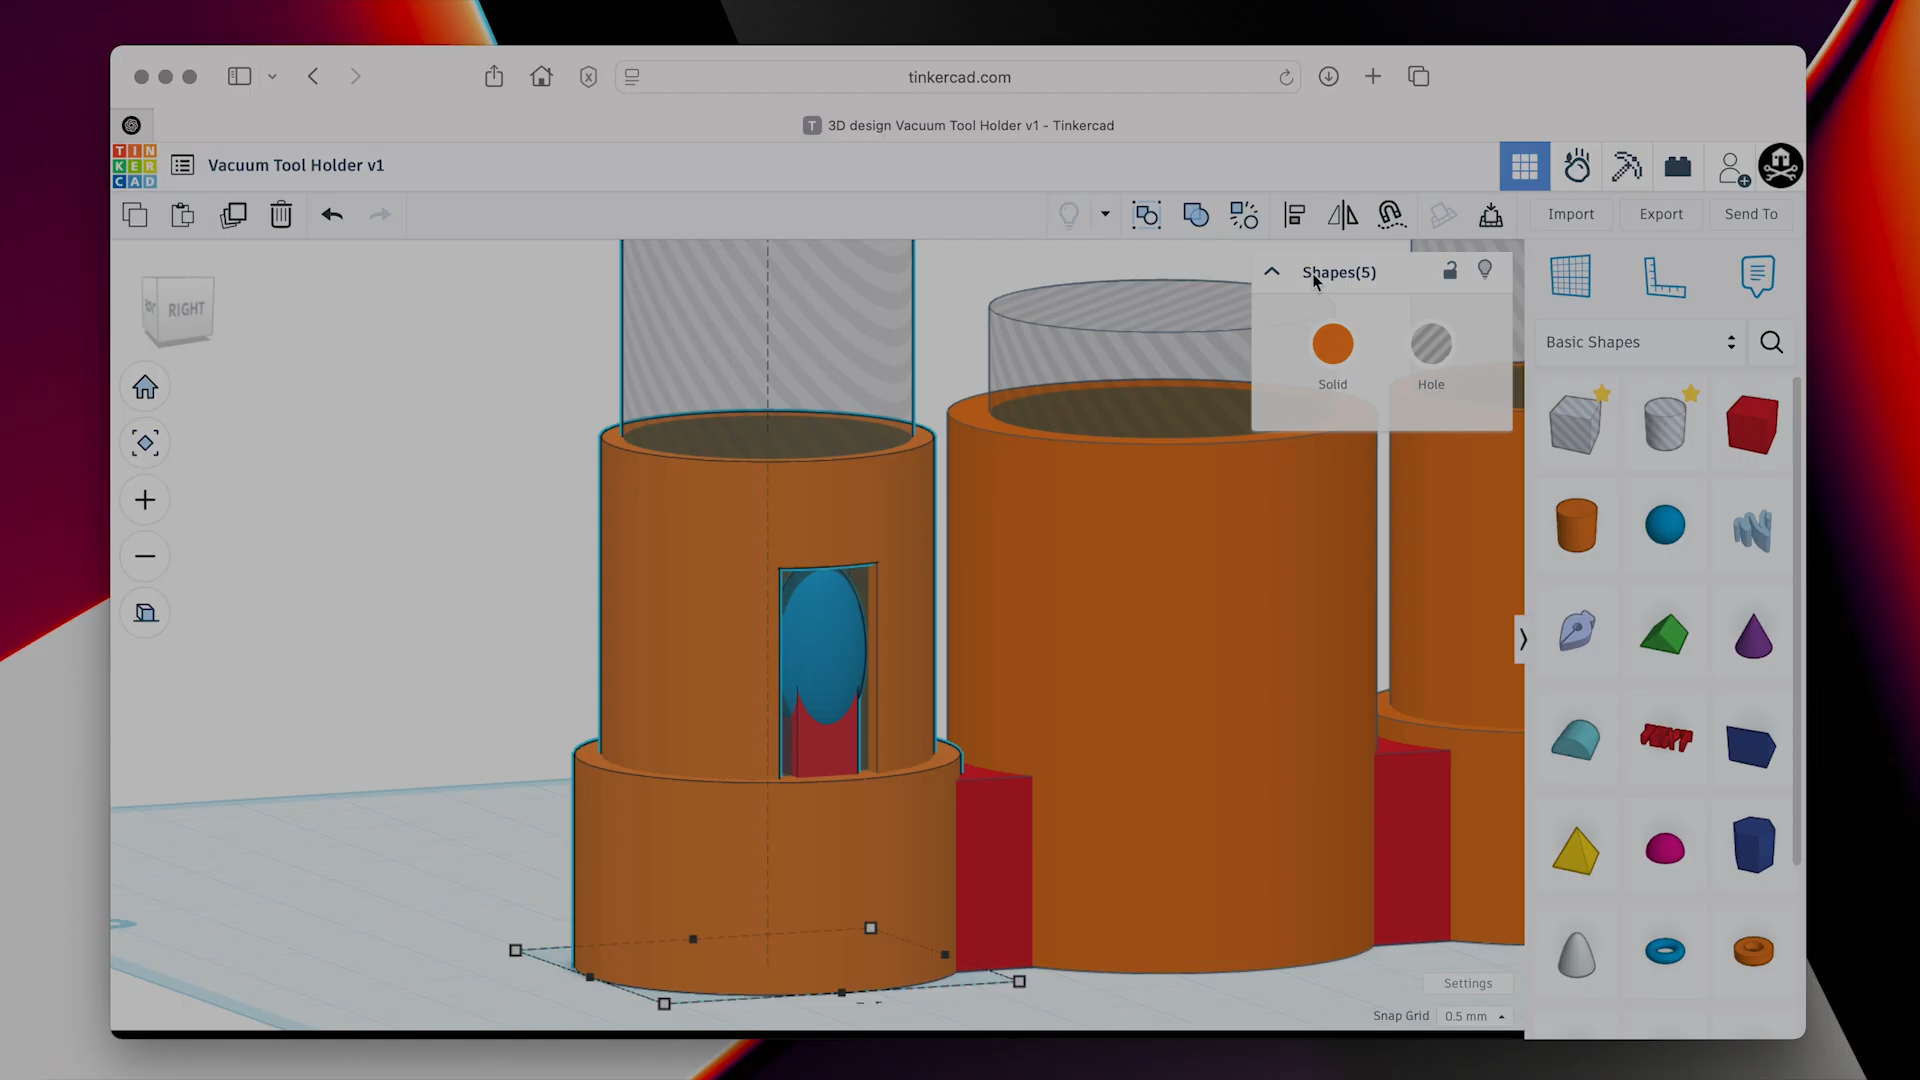 tinkercad.com
T 3D design Vacuum Tool Holder v1 - Tinkercad
TIN
KER
CAD
Vacuum Tool Holder v1
Import
Export
Send To
RIGHT
Shapes(5)
Solid
Hole
Basic Shapes
TEXT
Settings
Snap Grid 0.5 mm